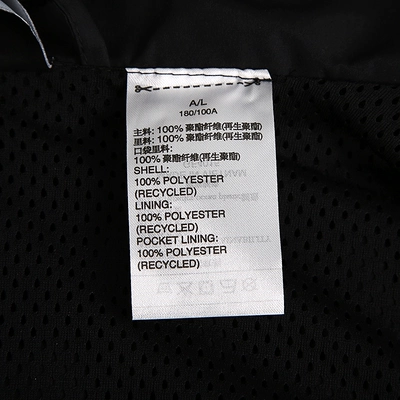 A/L
180/100A
主料: 100% 聚酯纤维(再生聚酯)
里料: 100% 聚酯纤维(再生聚酯)
口袋里料:
100% 聚酯纤维(再生聚酯)
SHELL:
100% POLYESTER
(RECYCLED)
LINING:
100% POLYESTER
(RECYCLED)
POCKET LINING:
100% POLYESTER
(RECYCLED)